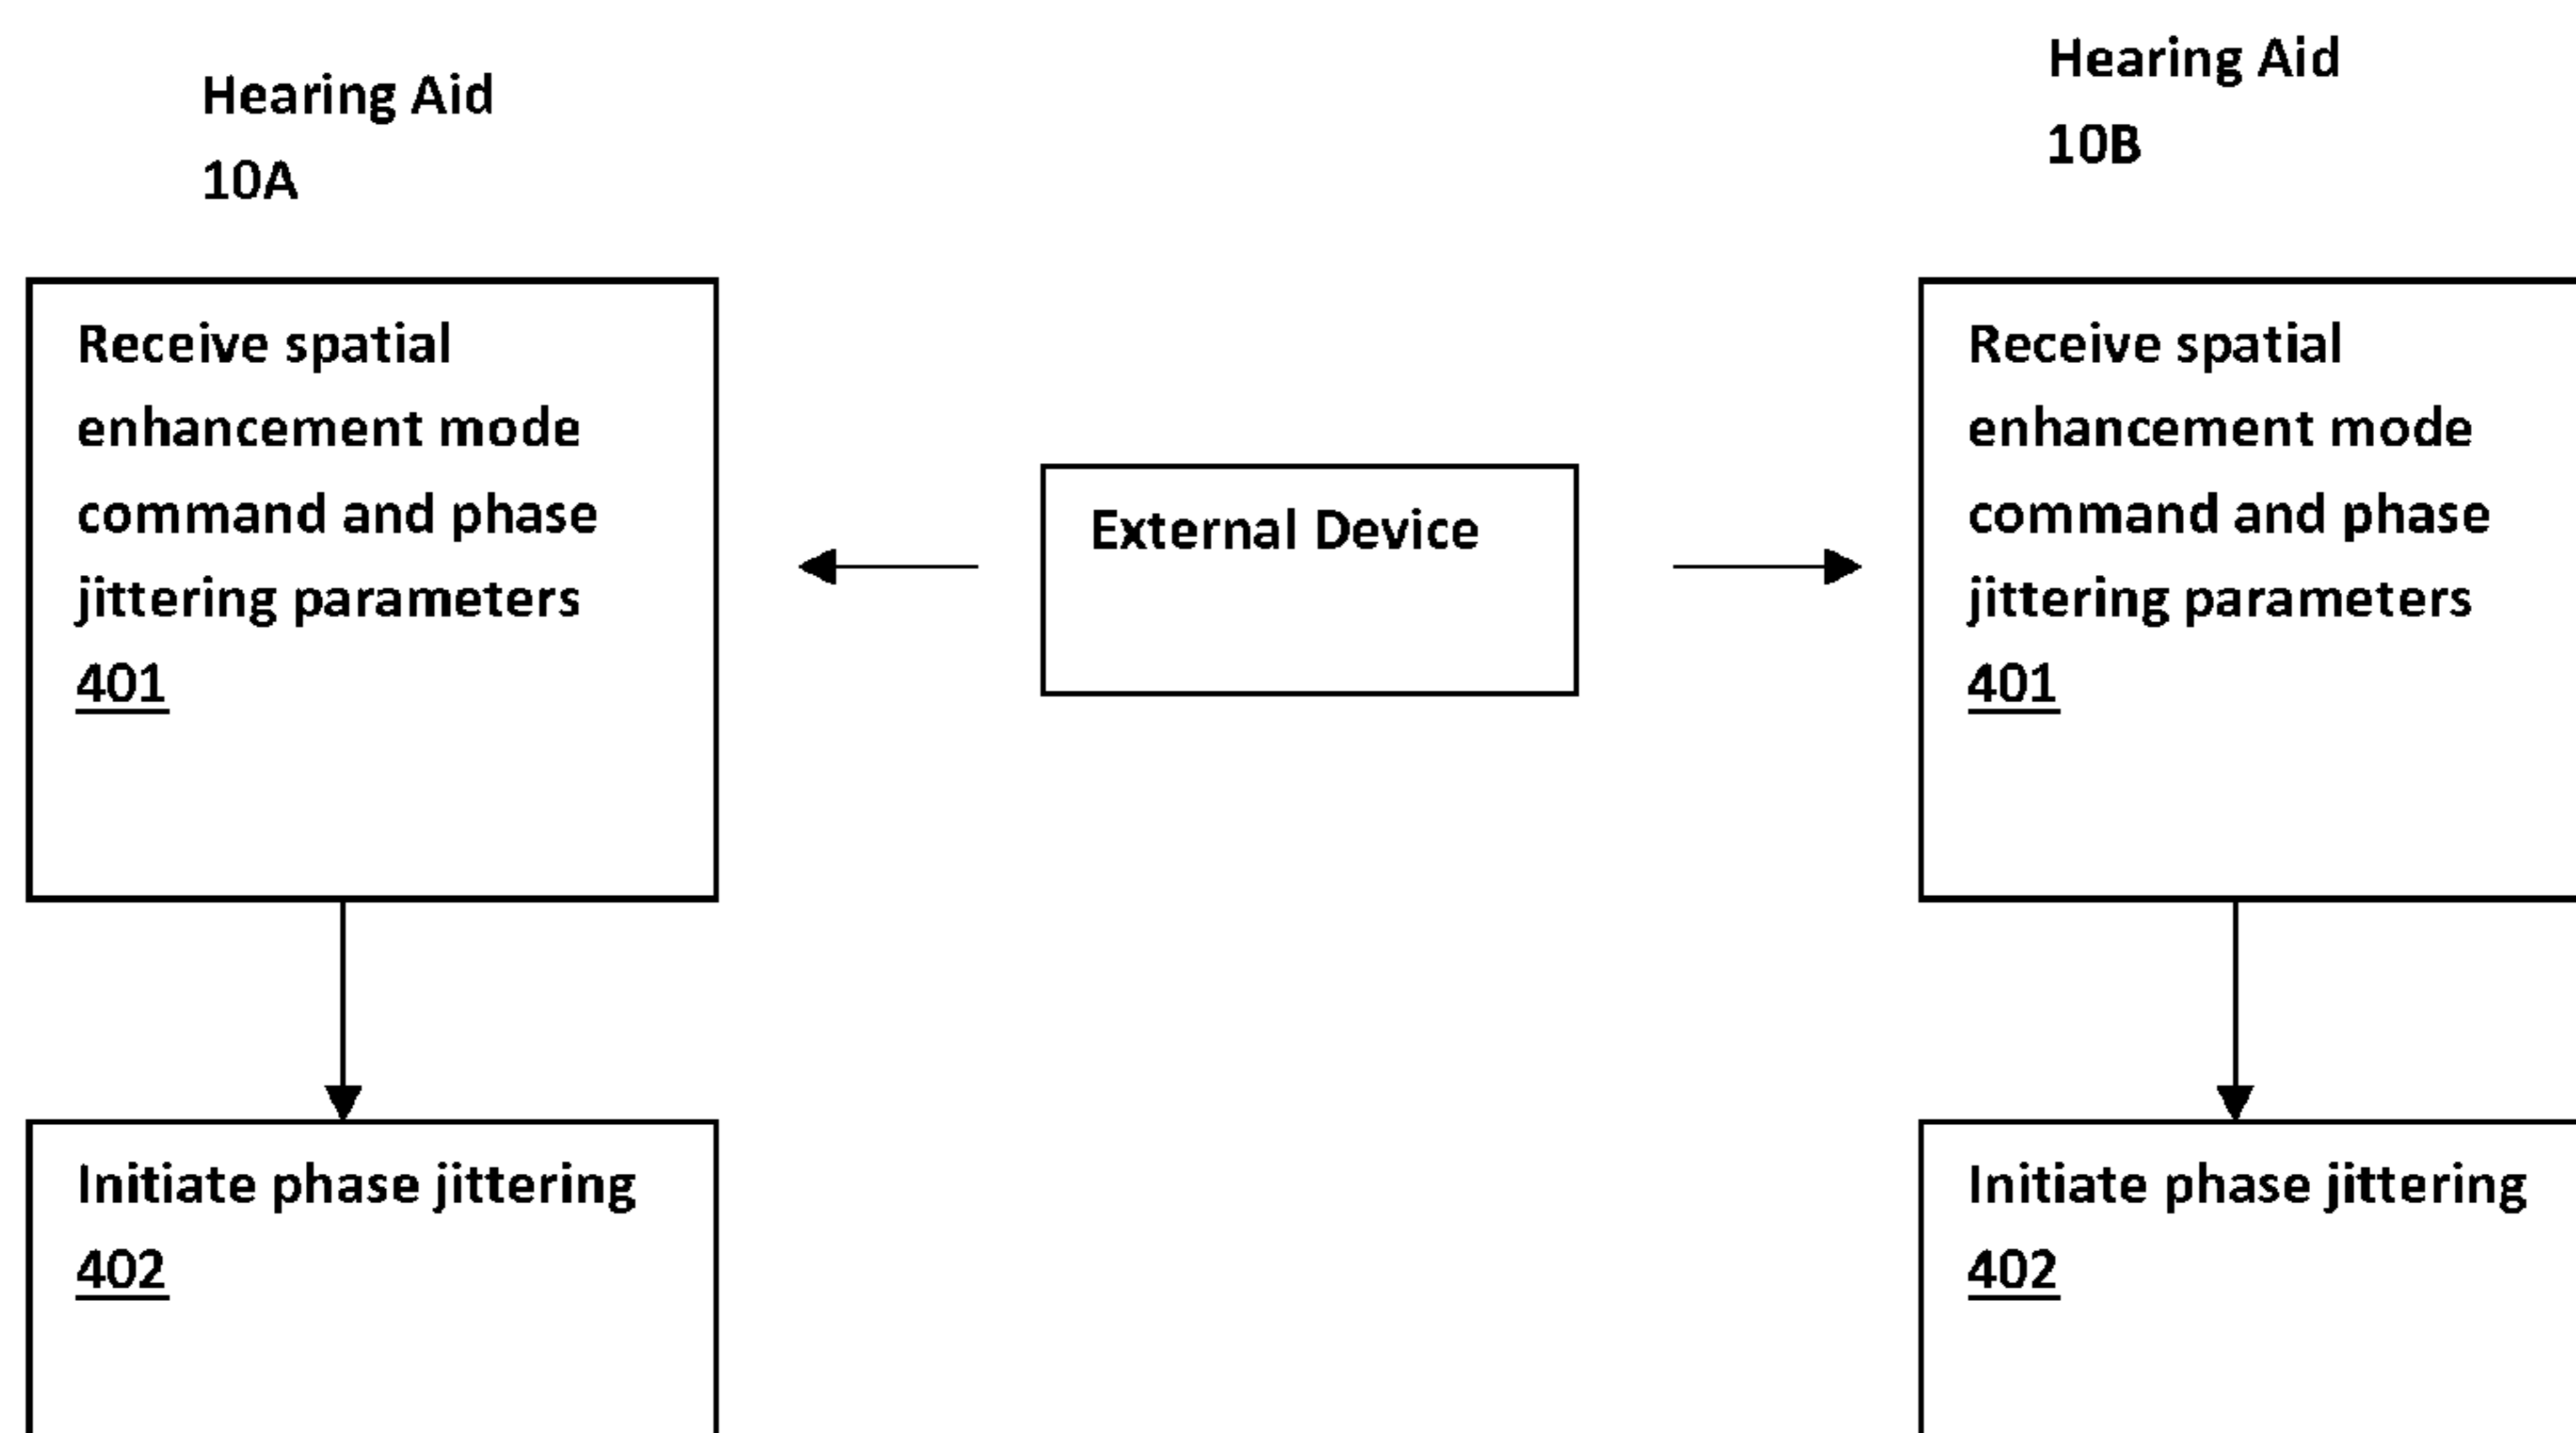 Hearing Aid
10A
Receive spatial
enhancement mode
command and phase
jittering parameters
401
Initiate phase jittering
402
External Device
Hearing Aid
10B
Receive spatial
enhancement mode
command and phase
jittering parameters
401
Initiate phase jittering
402